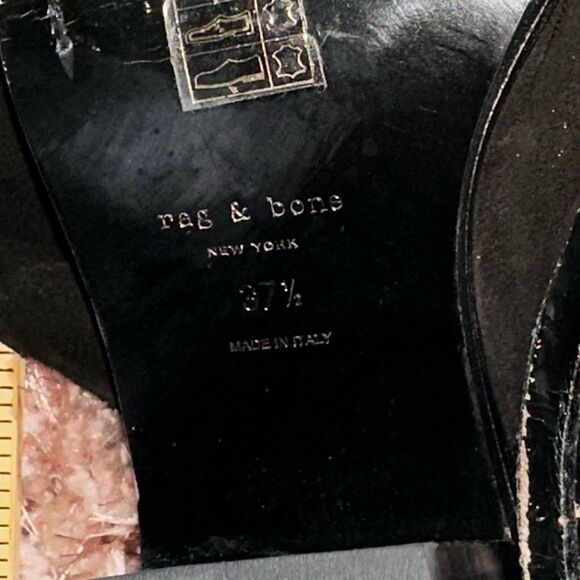 rag & bone
NEW YORK
37½
MADE IN ITALY